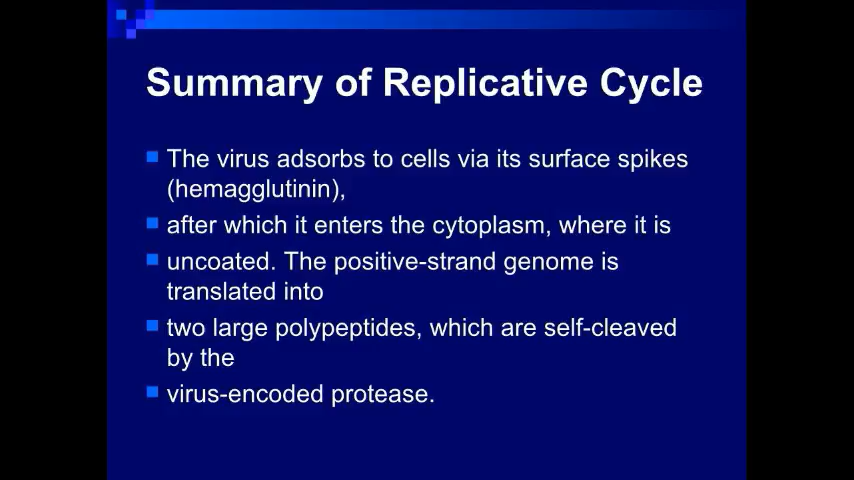 Summary of Replicative Cycle
The virus adsorbs to cells via its surface spikes
(hemagglutinin),
after which it enters the cytoplasm, where it is
uncoated. The positive-strand genome is
translated into
two large polypeptides, which are self-cleaved
by the
virus-encoded protease.